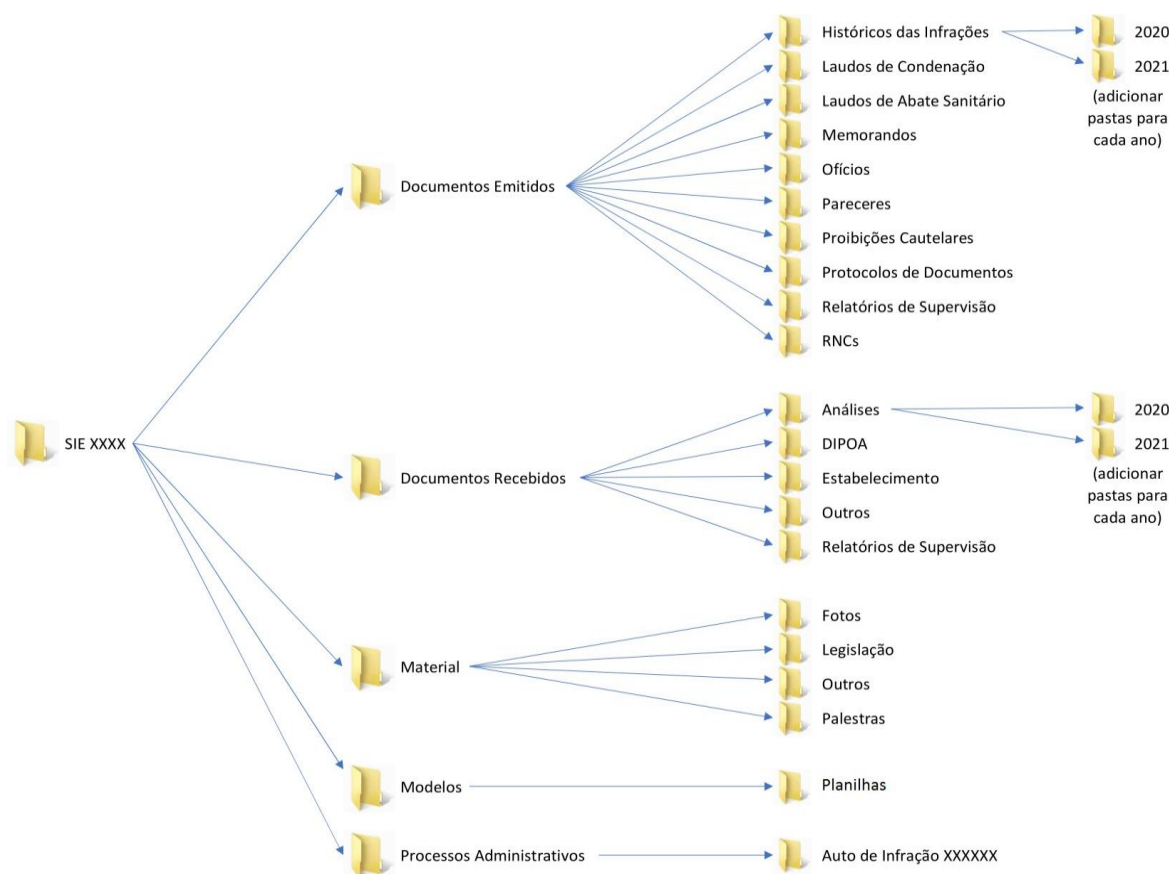 SIE XXXX
Documentos Emitidos
Históricos das Infrações
2020
2021
(adicionar
pastas para
cada ano)
Laudos de Condenação
Laudos de Abate Sanitário
Memorandos
Ofícios
Pareceres
Proibições Cautelares
Protocolos de Documentos
Relatórios de Supervisão
RNCs
Documentos Recebidos
Análises
2020
2021
(adicionar
pastas para
cada ano)
DIPOA
Estabelecimento
Outros
Relatórios de Supervisão
Material
Fotos
Legislação
Outros
Palestras
Modelos
Planilhas
Processos Administrativos
Auto de Infração XXXXXX